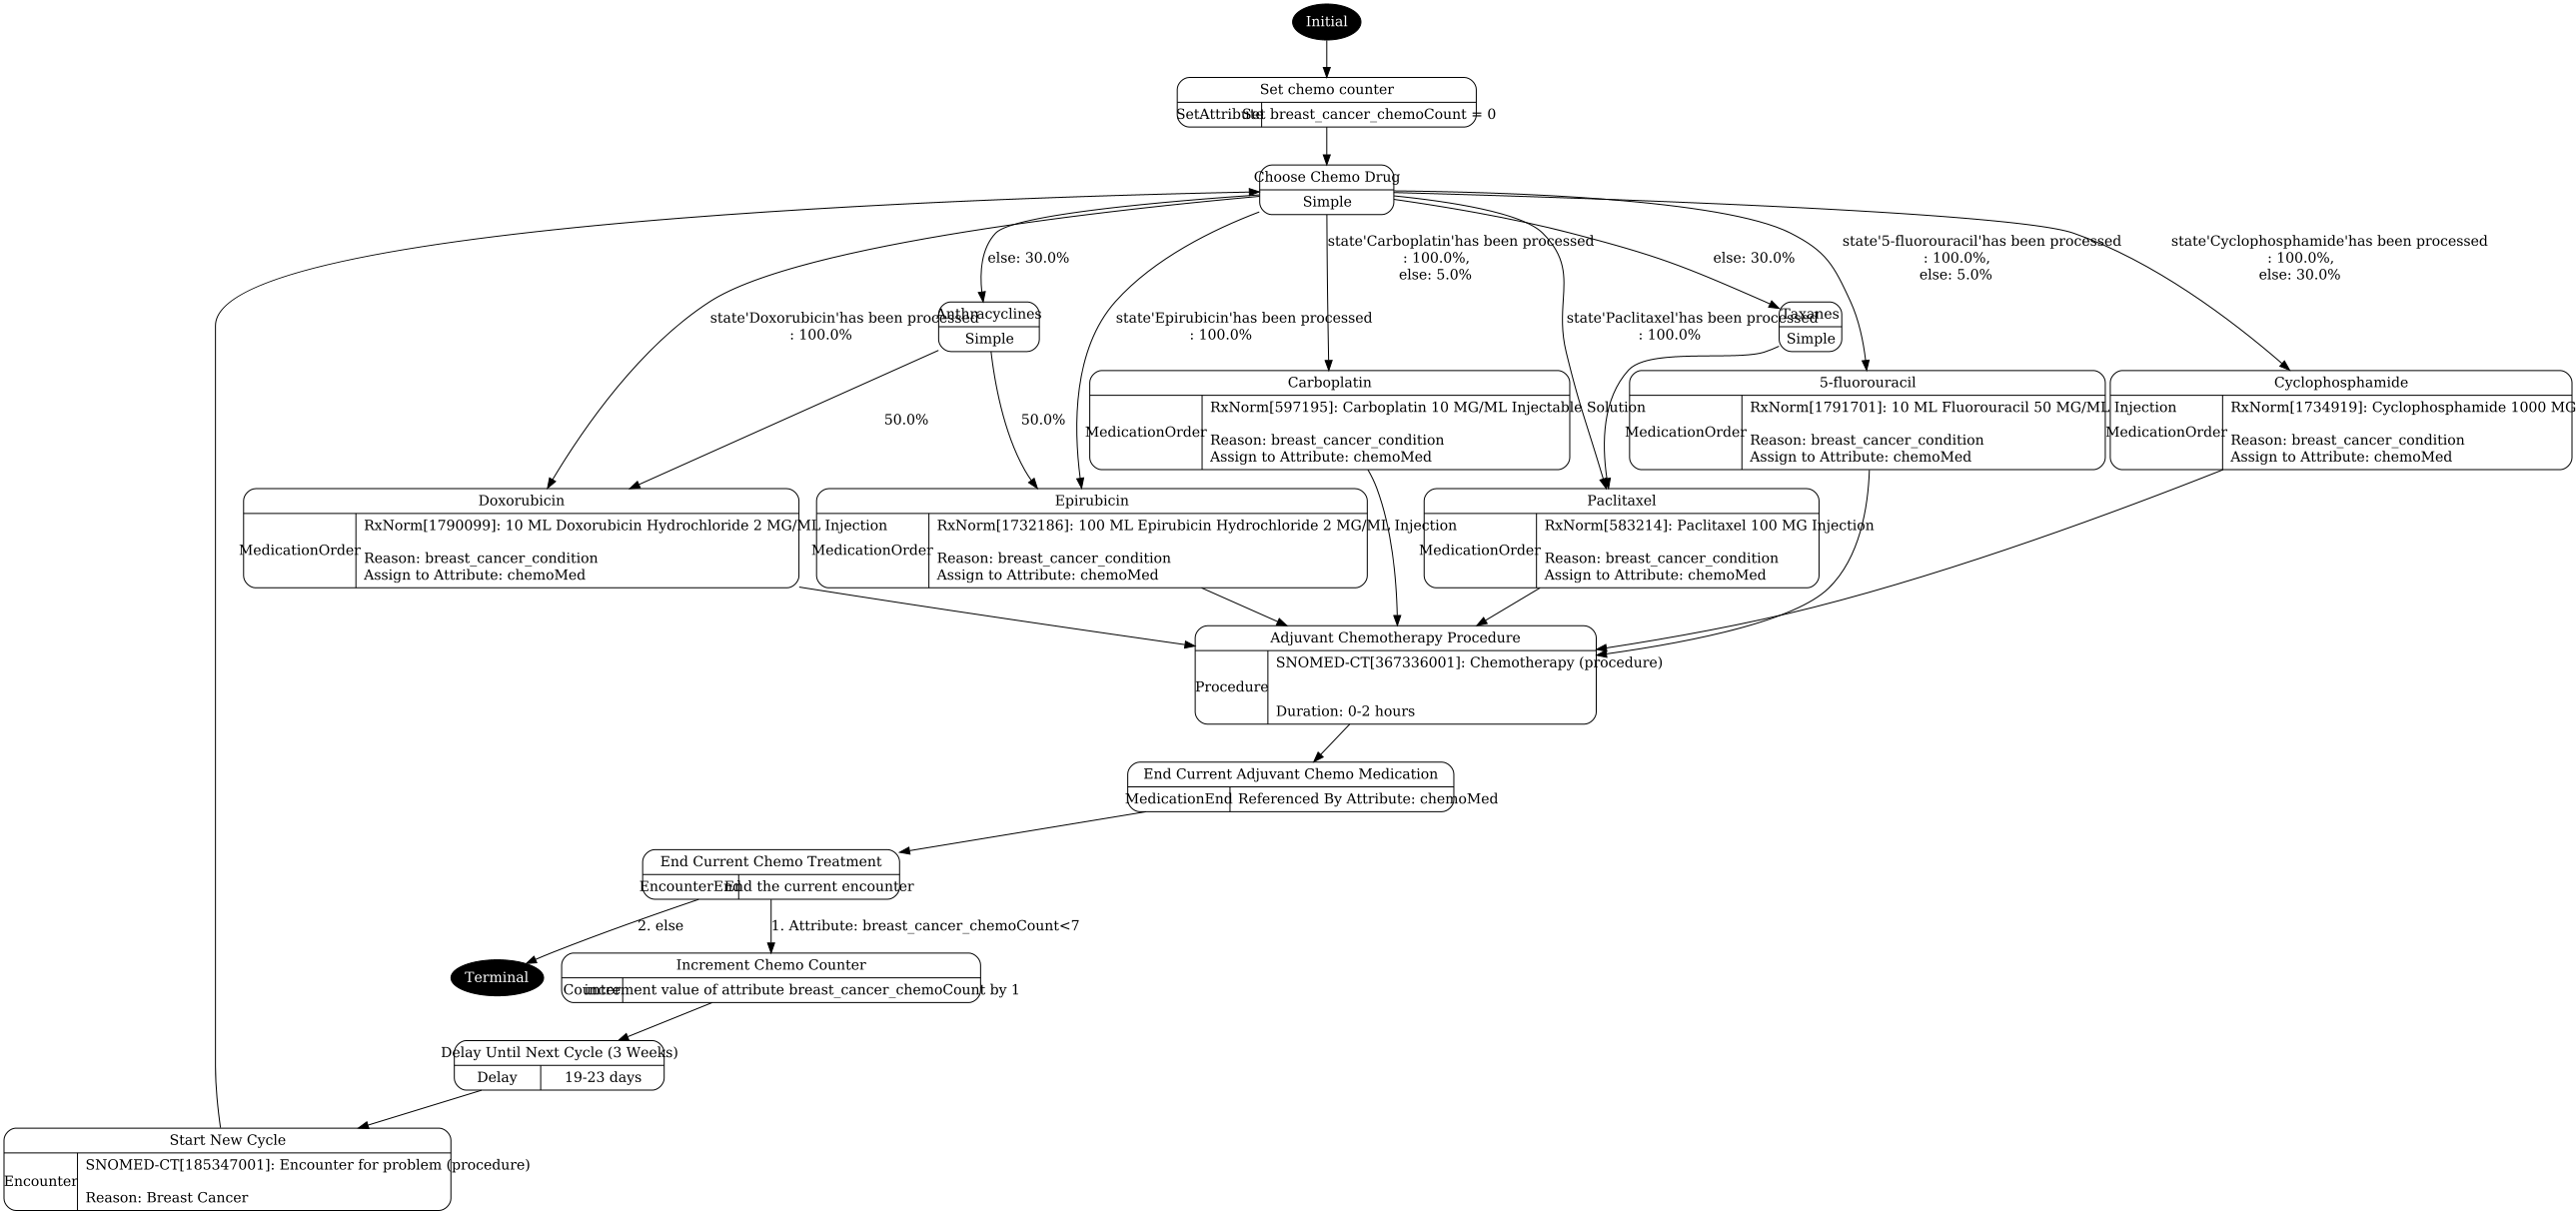 Initial
Set chemo counter
SetAttribute
Set breast_cancer_chemoCount = 0
Choose Chemo Drug
Simple
state'Carboplatin'has been processed
: 100.0%,
else: 5.0%
state'5-fluorouracil'has been processed
: 100.0%,
else: 5.0%
state'Cyclophosphamide'has been processed
: 100.0%,
else: 30.0%
else: 30.0%
else: 30.0%
state'Doxorubicin'has been processed
: 100.0%
Anthracyclines
Simple
state'Epirubicin'has been processed
: 100.0%
state'Paclitaxel'has been processed
: 100.0%
Taxanes
Simple
50.0%
50.0%
Carboplatin
MedicationOrder
RxNorm[597195]: Carboplatin 10 MG/ML Injectable Solution
Reason: breast_cancer_condition
Assign to Attribute: chemoMed
5-fluorouracil
MedicationOrder
RxNorm[1791701]: 10 ML Fluorouracil 50 MG/ML Injection
Reason: breast_cancer_condition
Assign to Attribute: chemoMed
Cyclophosphamide
MedicationOrder
RxNorm[1734919]: Cyclophosphamide 1000 MG
Reason: breast_cancer_condition
Assign to Attribute: chemoMed
Doxorubicin
MedicationOrder
RxNorm[1790099]: 10 ML Doxorubicin Hydrochloride 2 MG/ML Injection
Reason: breast_cancer_condition
Assign to Attribute: chemoMed
Epirubicin
MedicationOrder
RxNorm[1732186]: 100 ML Epirubicin Hydrochloride 2 MG/ML Injection
Reason: breast_cancer_condition
Assign to Attribute: chemoMed
Paclitaxel
MedicationOrder
RxNorm[583214]: Paclitaxel 100 MG Injection
Reason: breast_cancer_condition
Assign to Attribute: chemoMed
Adjuvant Chemotherapy Procedure
Procedure
SNOMED-CT[367336001]: Chemotherapy (procedure)
Duration: 0-2 hours
End Current Adjuvant Chemo Medication
MedicationEnd
Referenced By Attribute: chemoMed
End Current Chemo Treatment
EncounterEnd
End the current encounter
2. else
1. Attribute: breast_cancer_chemoCount<7
Terminal
Increment Chemo Counter
Counter
increment value of attribute breast_cancer_chemoCount by 1
Delay Until Next Cycle (3 Weeks)
Delay
19-23 days
Start New Cycle
Encounter
SNOMED-CT[185347001]: Encounter for problem (procedure)
Reason: Breast Cancer